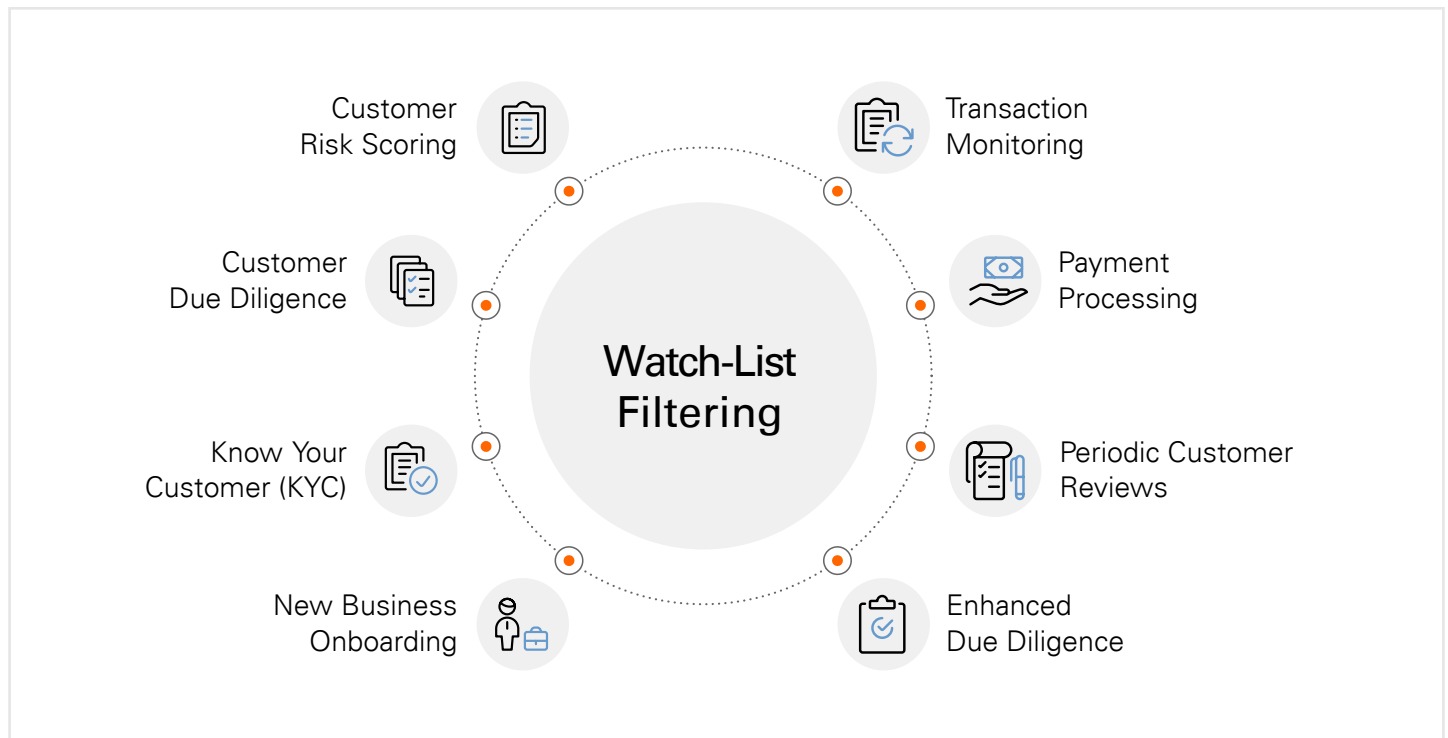 Customer
Risk Scoring
Transaction
Monitoring
Customer
Due Diligence
Payment
Processing
Watch-List
Filtering
Know Your
Customer (KYC)
Periodic Customer
Reviews
New Business
Onboarding
Enhanced
Due Diligence